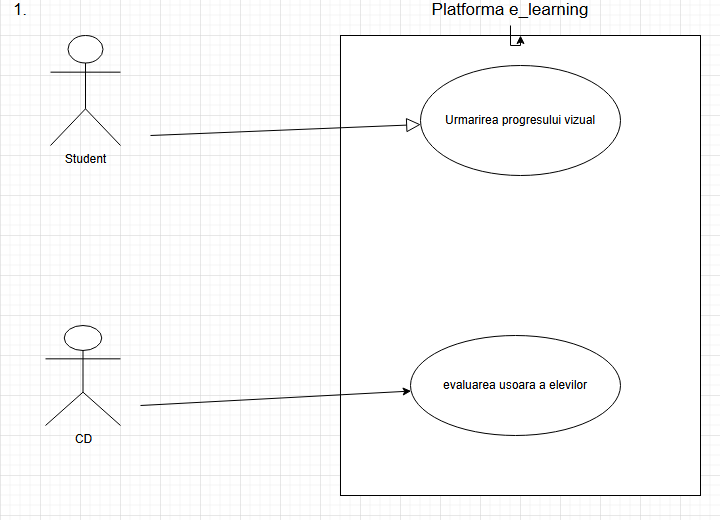 1.
Platforma e_learning
Urmarirea progresului vizual
Student
evaluarea usoara a elevilor
CD